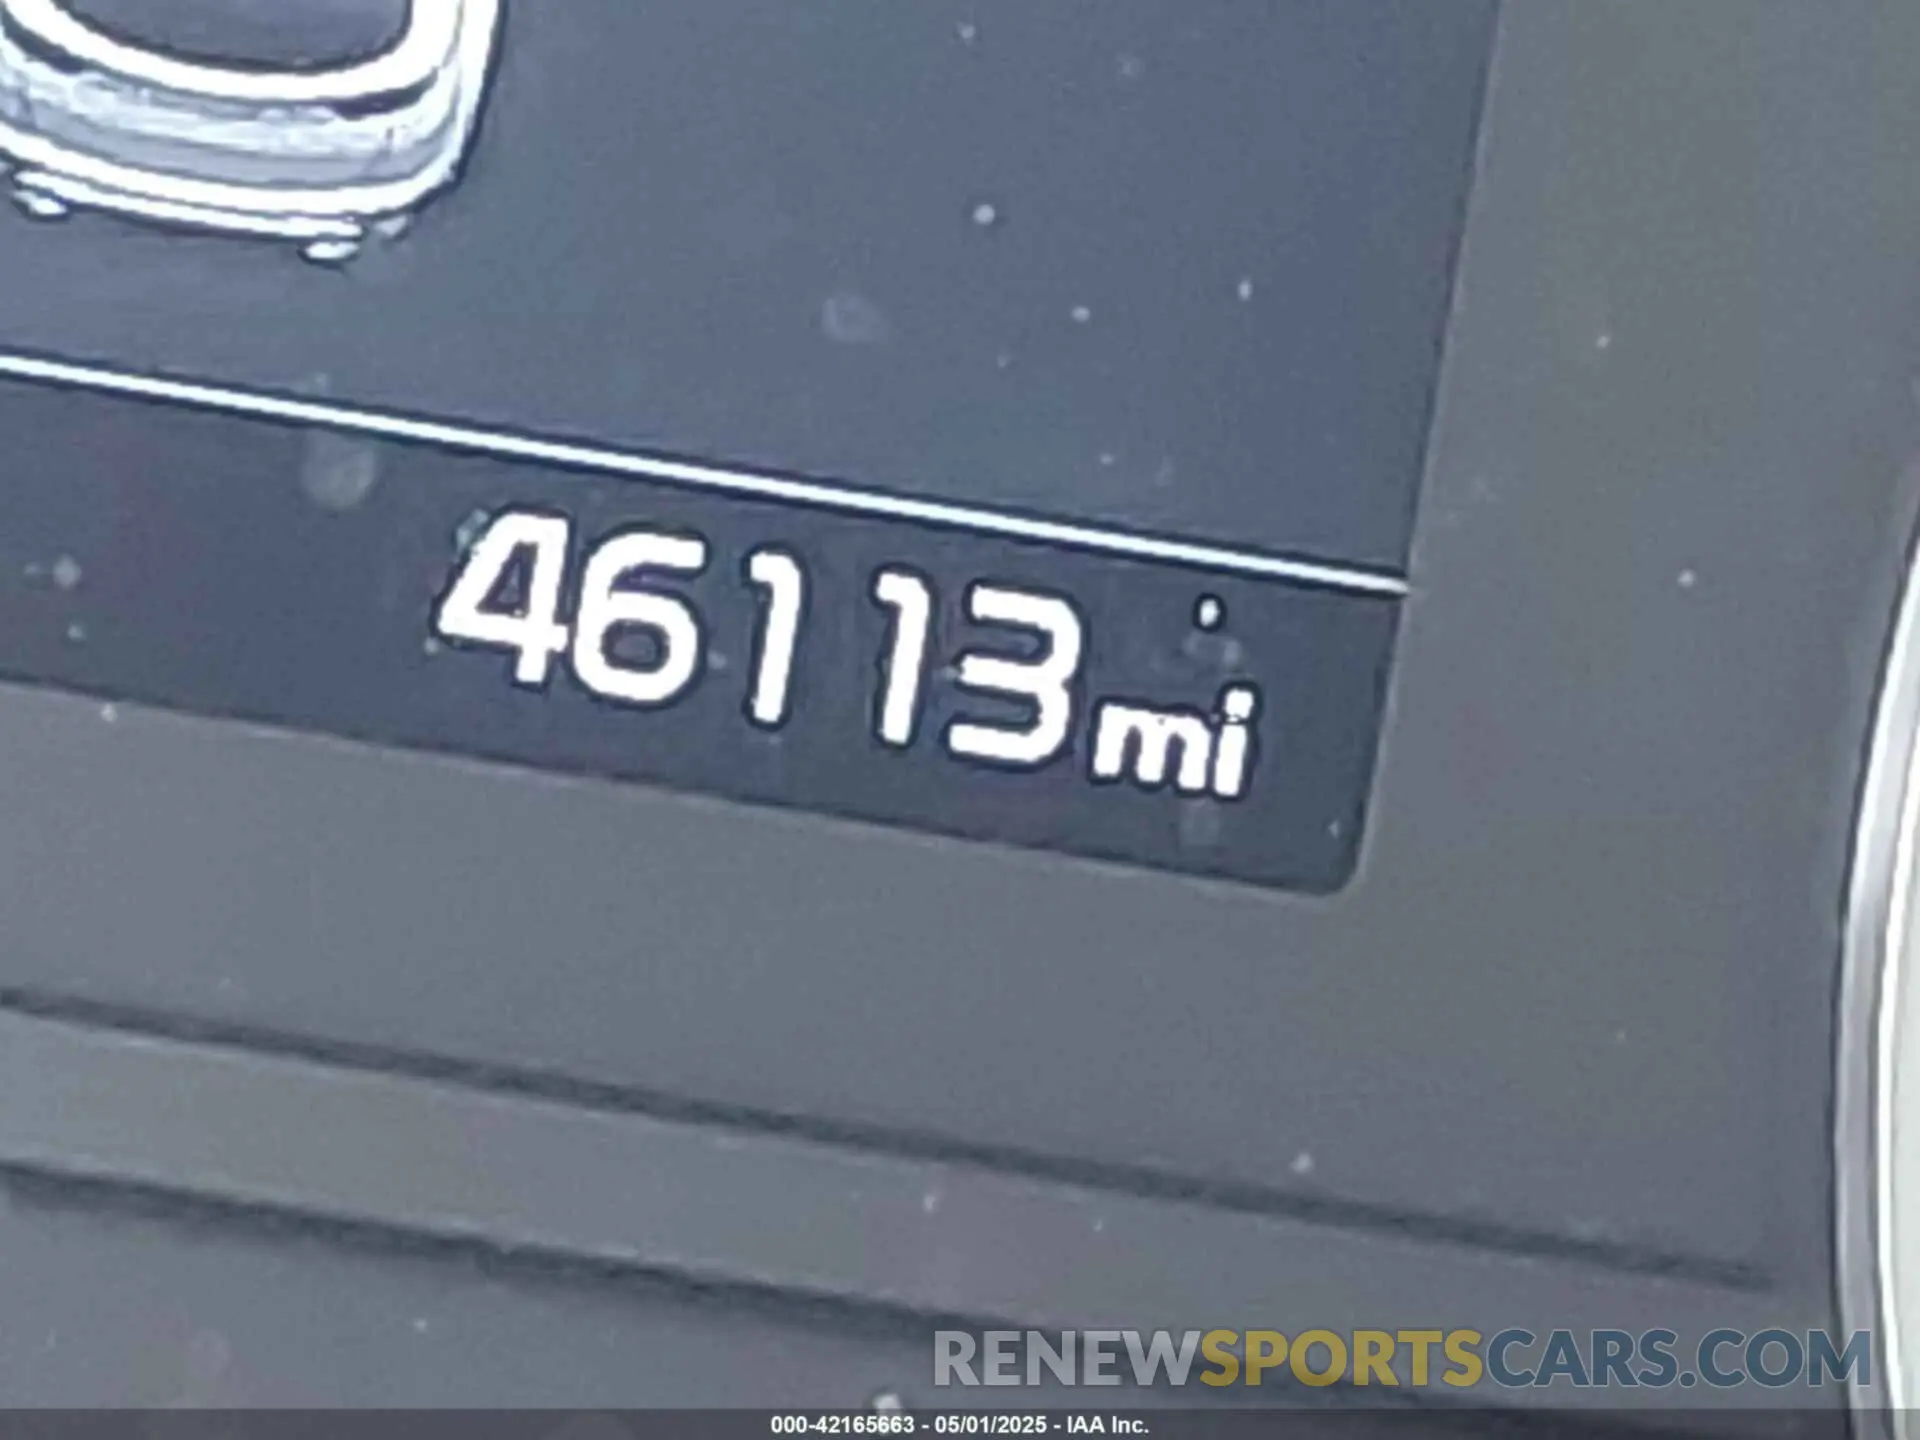 46113mi
RENEWSPORTSCARS.COM
000-42165663 - 05/01/2025 - IAA Inc.